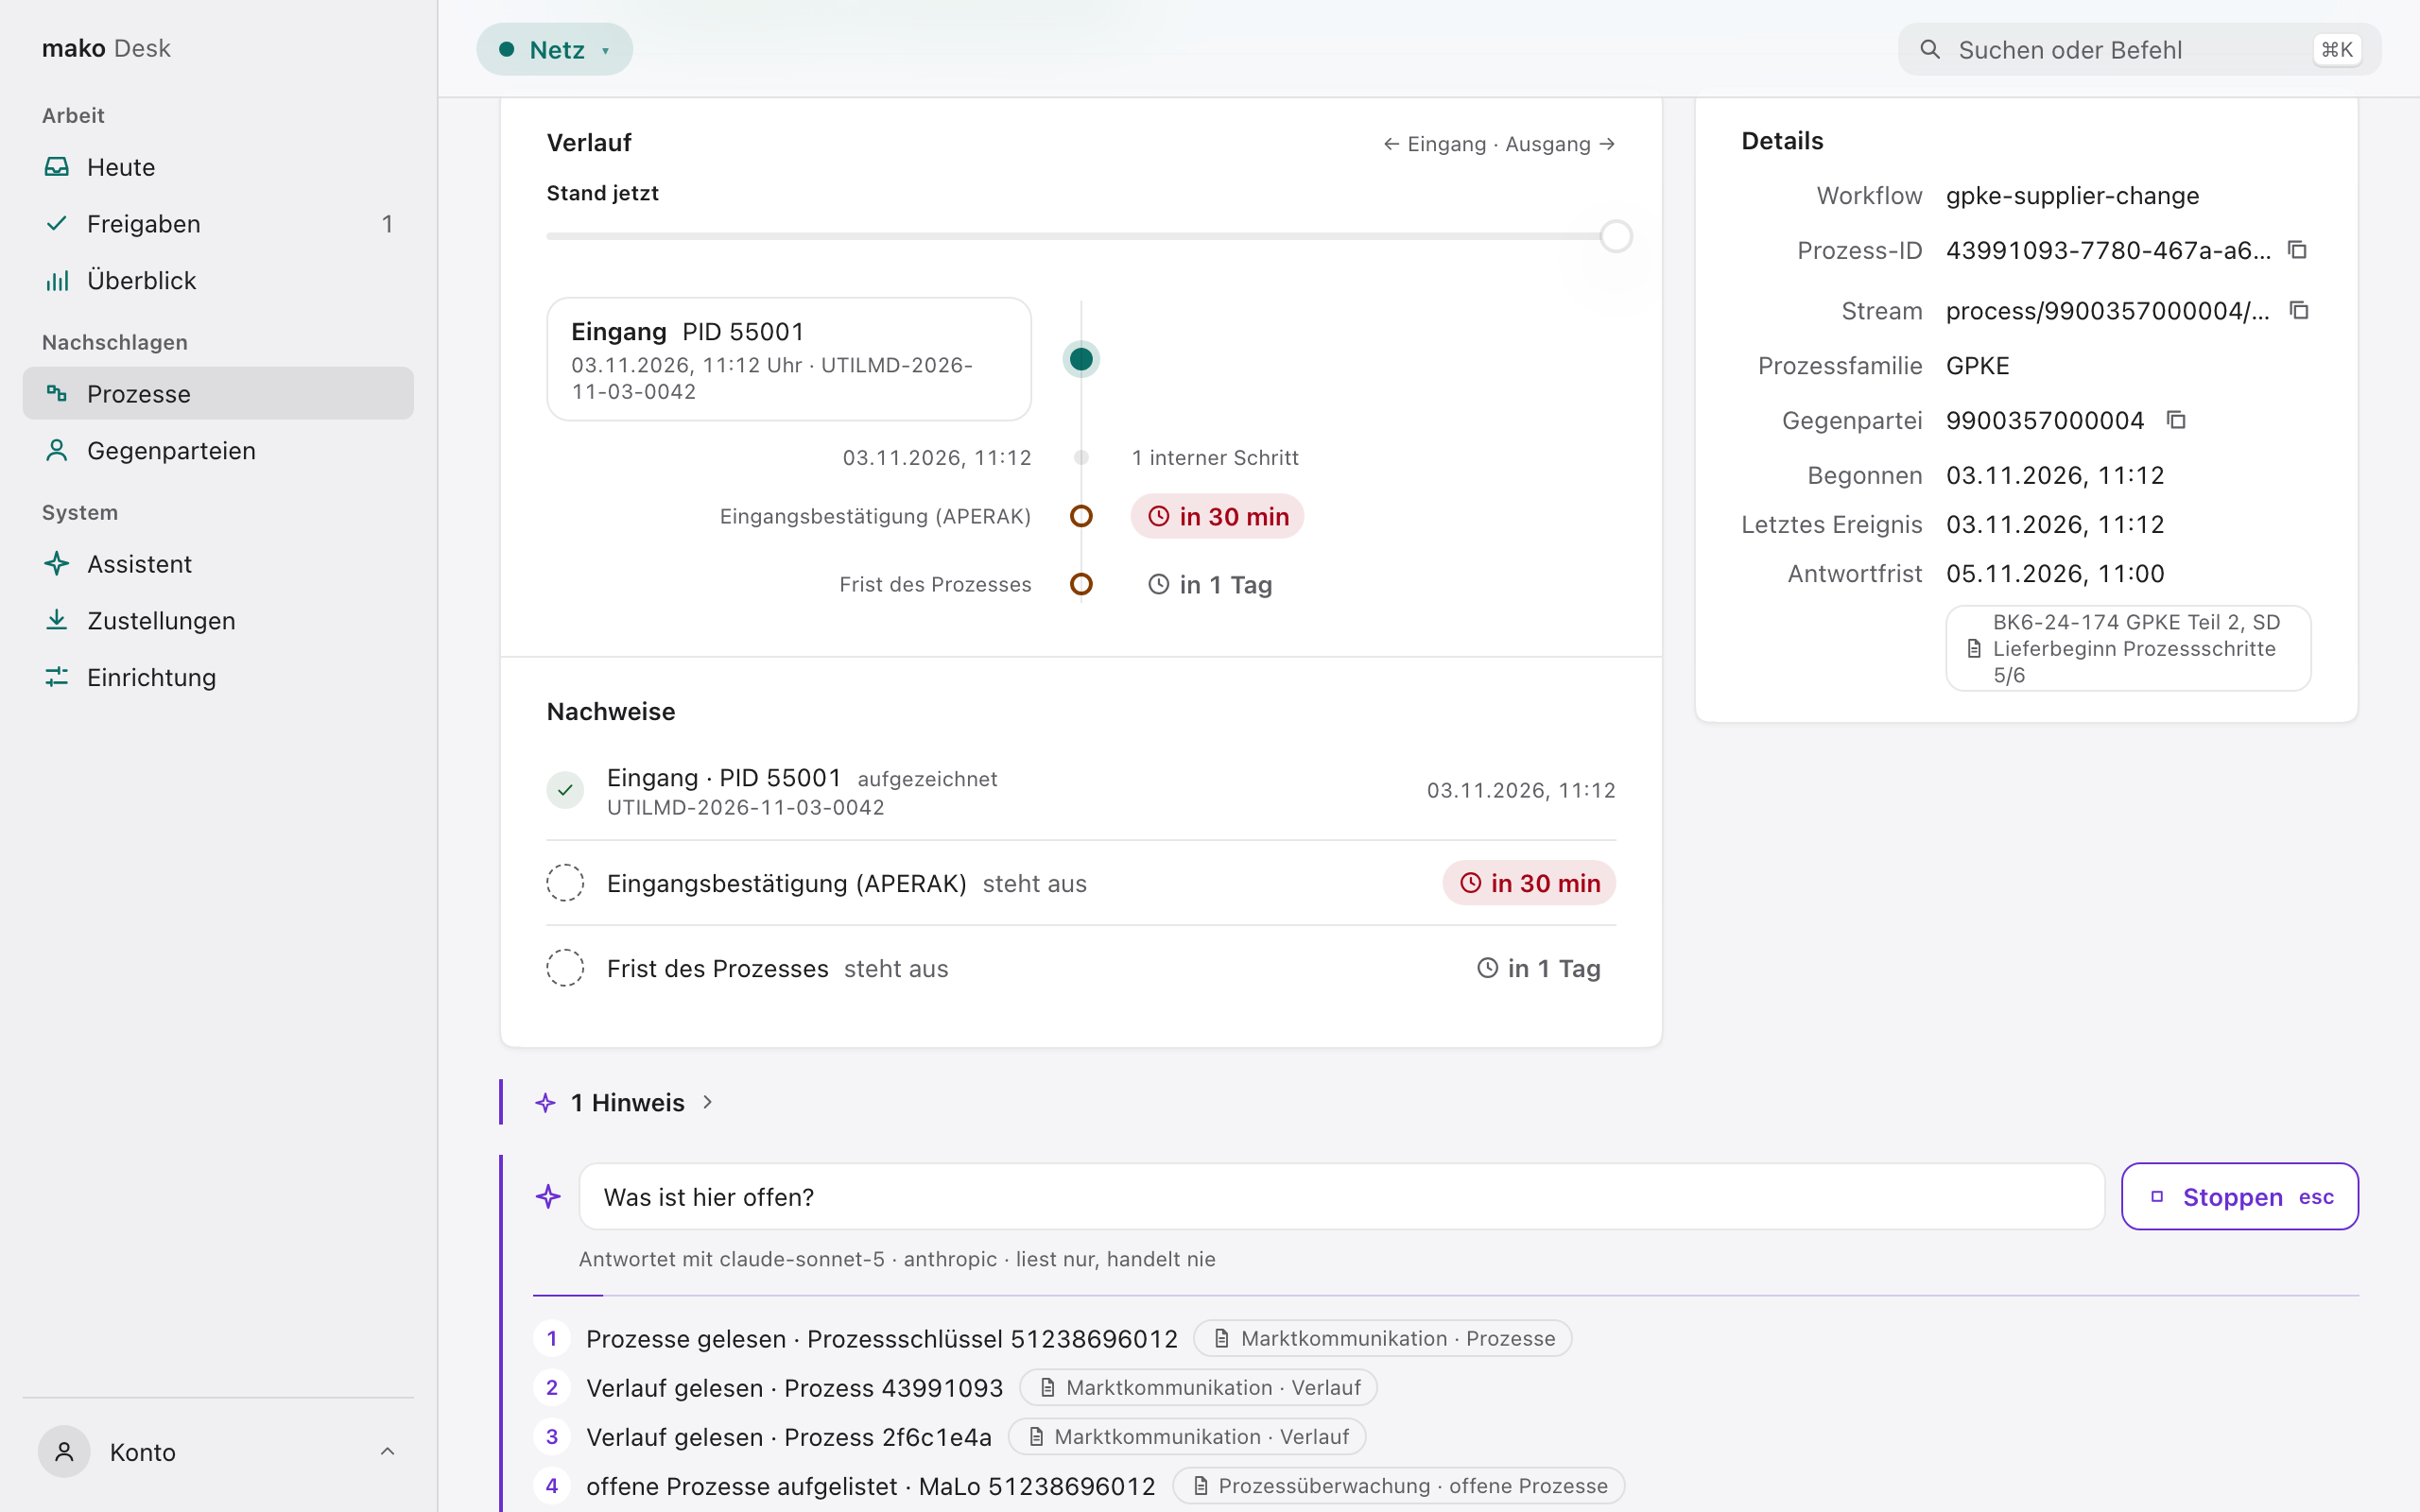 mako Desk
Arbeit
Heute
Freigaben 1
Überblick
Nachschlagen
Prozesse
Gegenparteien
System
Assistent
Zustellungen
Einrichtung
Konto
Netz
Suchen oder Befehl ⌘K
Verlauf
← Eingang · Ausgang →
Stand jetzt
Eingang PID 55001
03.11.2026, 11:12 Uhr · UTILMD-2026-
11-03-0042
03.11.2026, 11:12 1 interner Schritt
Eingangsbestätigung (APERAK) in 30 min
Frist des Prozesses in 1 Tag
Nachweise
Eingang · PID 55001 aufgezeichnet
UTILMD-2026-11-03-0042
03.11.2026, 11:12
Eingangsbestätigung (APERAK) steht aus in 30 min
Frist des Prozesses steht aus in 1 Tag
Details
Workflow gpke-supplier-change
Prozess-ID 43991093-7780-467a-a6...
Stream process/9900357000004/...
Prozessfamilie GPKE
Gegenpartei 9900357000004
Begonnen 03.11.2026, 11:12
Letztes Ereignis 03.11.2026, 11:12
Antwortfrist 05.11.2026, 11:00
BK6-24-174 GPKE Teil 2, SD
Lieferbeginn Prozessschritte
5/6
1 Hinweis
Was ist hier offen?
Stoppen esc
Antwortet mit claude-sonnet-5 · anthropic · liest nur, handelt nie
1 Prozesse gelesen · Prozessschlüssel 51238696012 Marktkommunikation · Prozesse
2 Verlauf gelesen · Prozess 43991093 Marktkommunikation · Verlauf
3 Verlauf gelesen · Prozess 2f6c1e4a Marktkommunikation · Verlauf
4 offene Prozesse aufgelistet · MaLo 51238696012 Prozessüberwachung · offene Prozesse